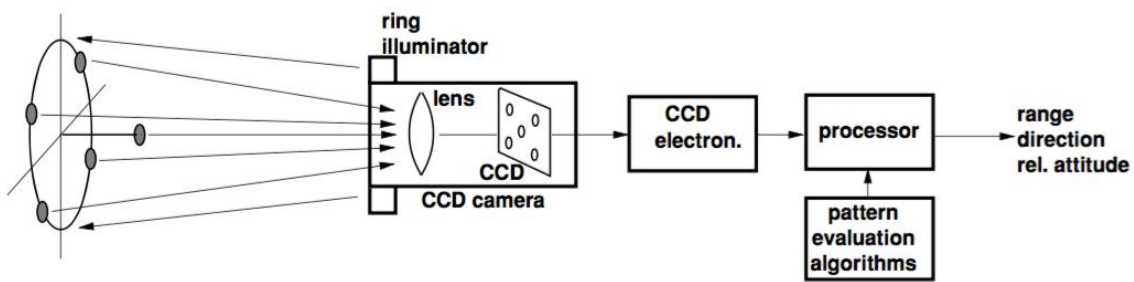 ring
illuminator
lens
CCD
CCD camera
CCD
electron.
processor
range
direction
rel. attitude
pattern
evaluation
algorithms